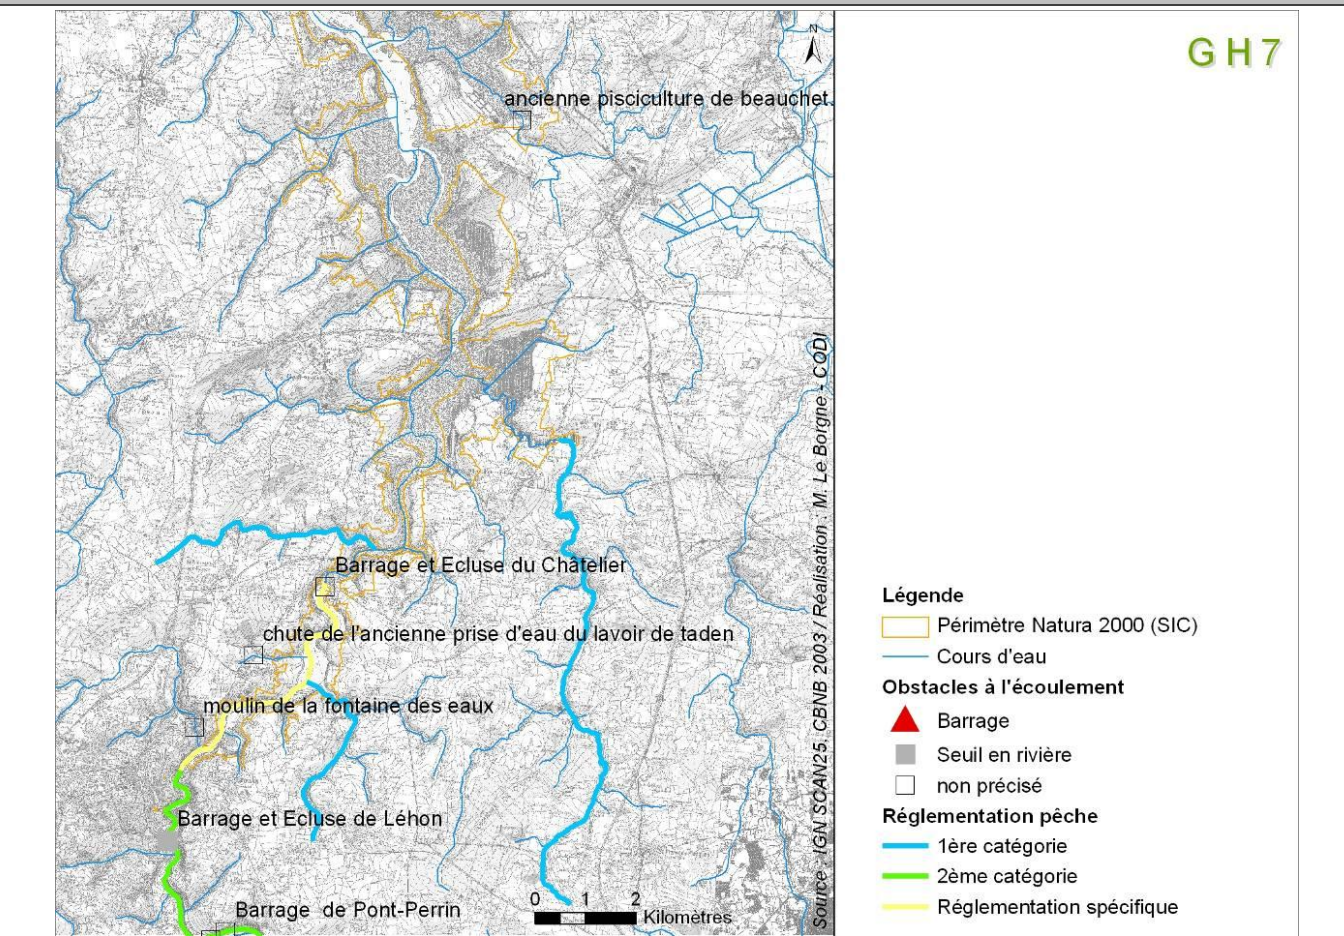 GH7
N
ancienne pisciculture de beauchet
Barrage et Ecluse du Châtelier
chute de l'ancienne prise d'eau du lavoir de taden
moulin de la fontaine des eaux
Barrage et Ecluse de Léhon
Barrage de Pont-Perrin
0 1 2
Kilomètres
Source : IGN SCAN25, CBNB 2003 / Réalisation : M. Le Borgne - CODI
Légende
Périmètre Natura 2000 (SIC)
Cours d'eau
Obstacles à l'écoulement
Barrage
Seuil en rivière
non précisé
Réglementation pêche
1ère catégorie
2ème catégorie
Réglementation spécifique